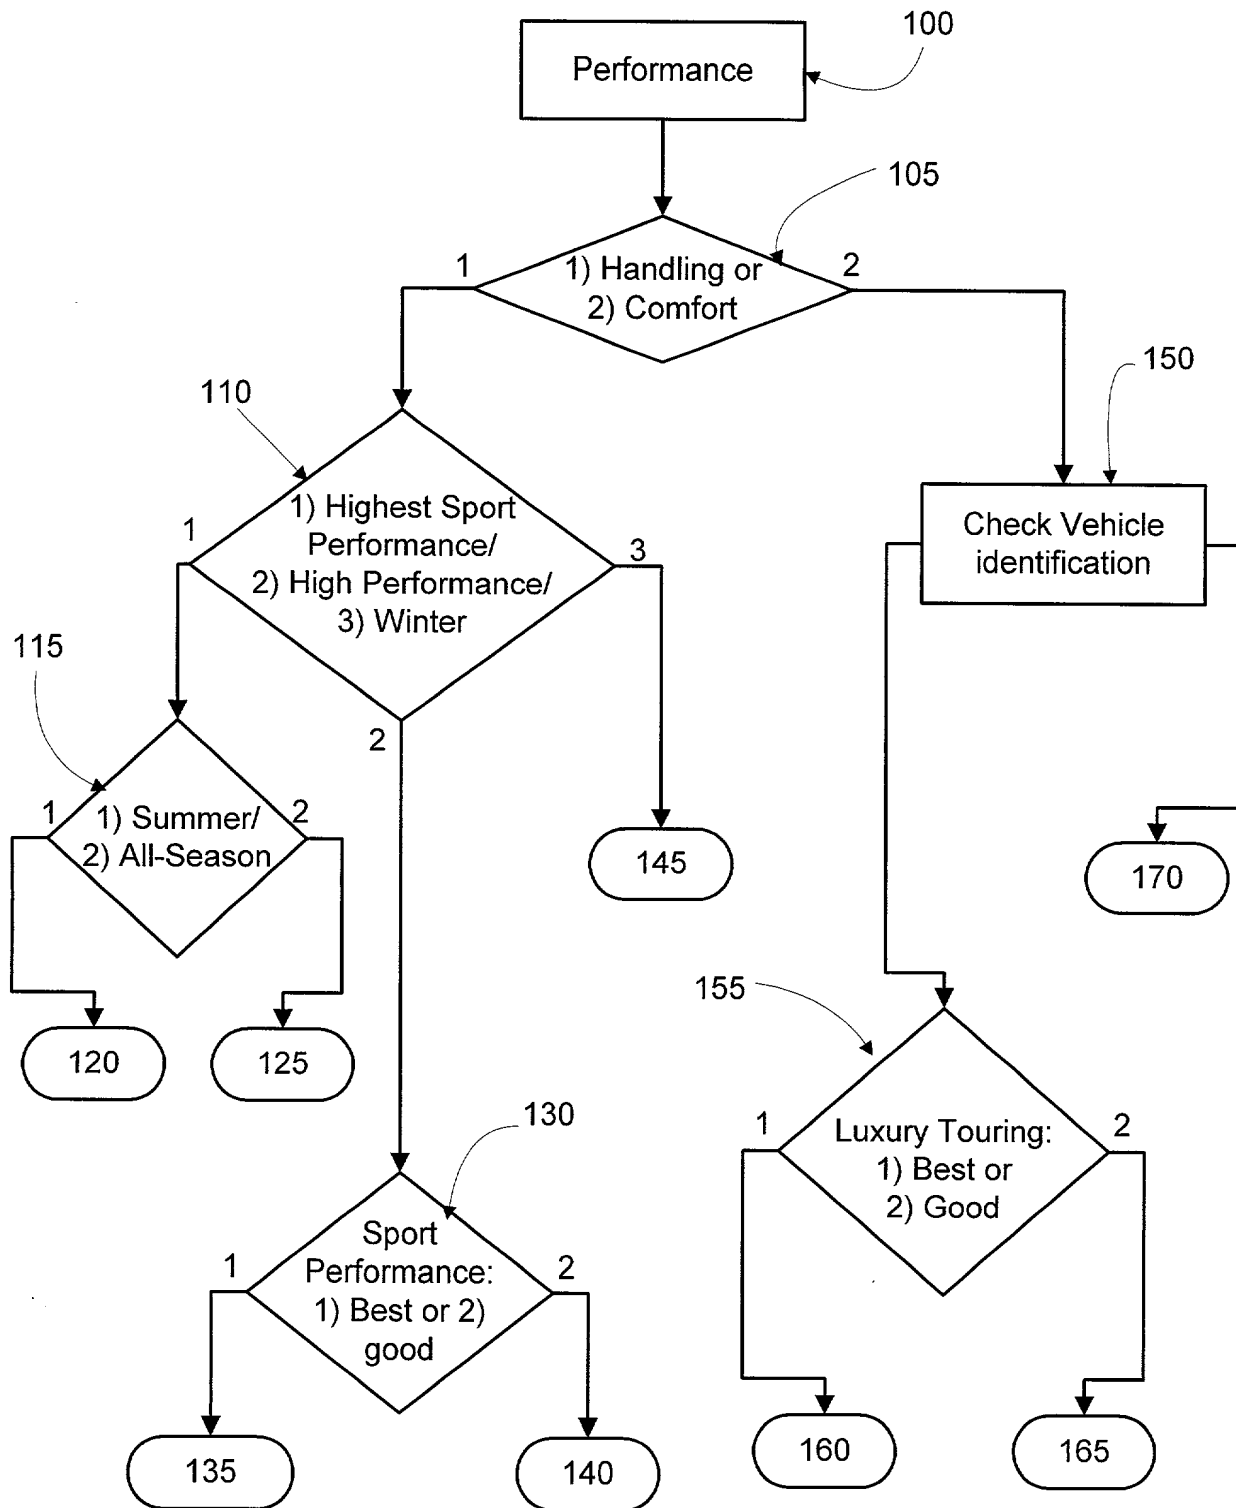 100
Performance
105
1
1) Handling or
2) Comfort
2
150
110
1
1) Highest Sport
Performance/
2) High Performance/
3) Winter
3
2
Check Vehicle
identification
115
1
1) Summer/
2) All-Season
2
145
170
120
125
155
130
1
Luxury Touring:
1) Best or
2) Good
2
1
Sport
Performance:
1) Best or 2)
good
2
135
140
160
165